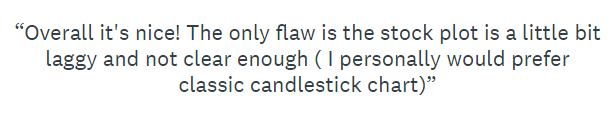 “Overall it's nice! The only flaw is the stock plot is a little bit
laggy and not clear enough ( I personally would prefer
classic candlestick chart)”